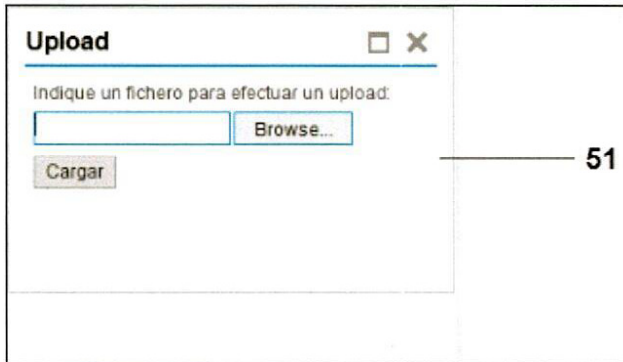 Upload
Indique un fichero para efectuar un upload:
Browse...
51
Cargar